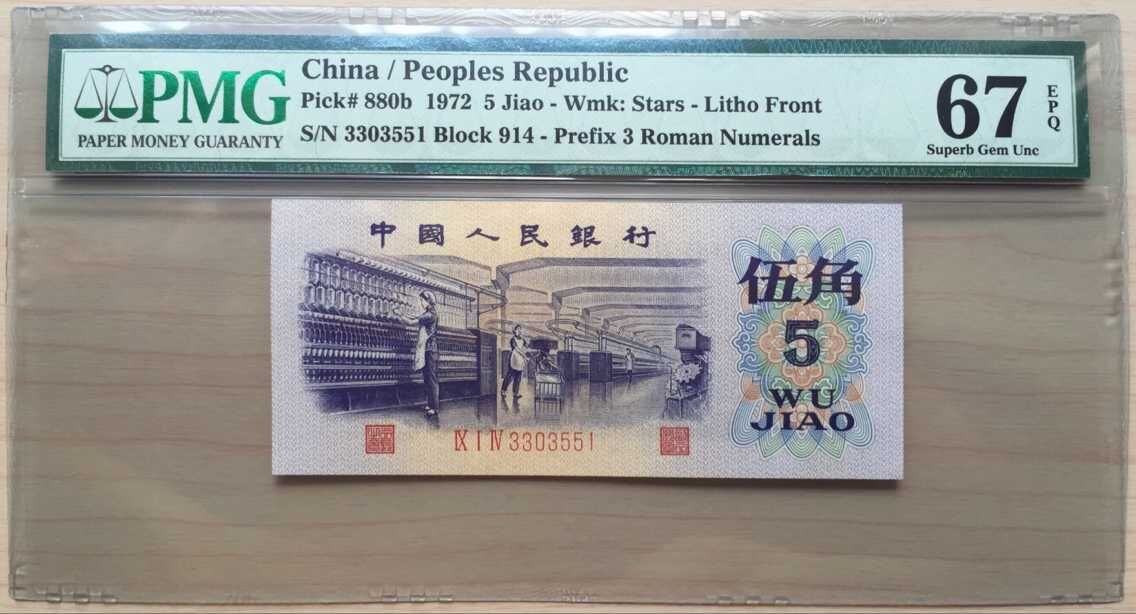 PMG
PAPER MONEY GUARANTY
China / Peoples Republic
Pick# 880b 1972 5 Jiao - Wmk: Stars - Litho Front
S/N 3303551 Block 914 - Prefix 3 Roman Numerals
67
EPQ
Superb Gem Unc
中國人民銀行
伍角
5
WU
JIAO
IX I IV 3303551